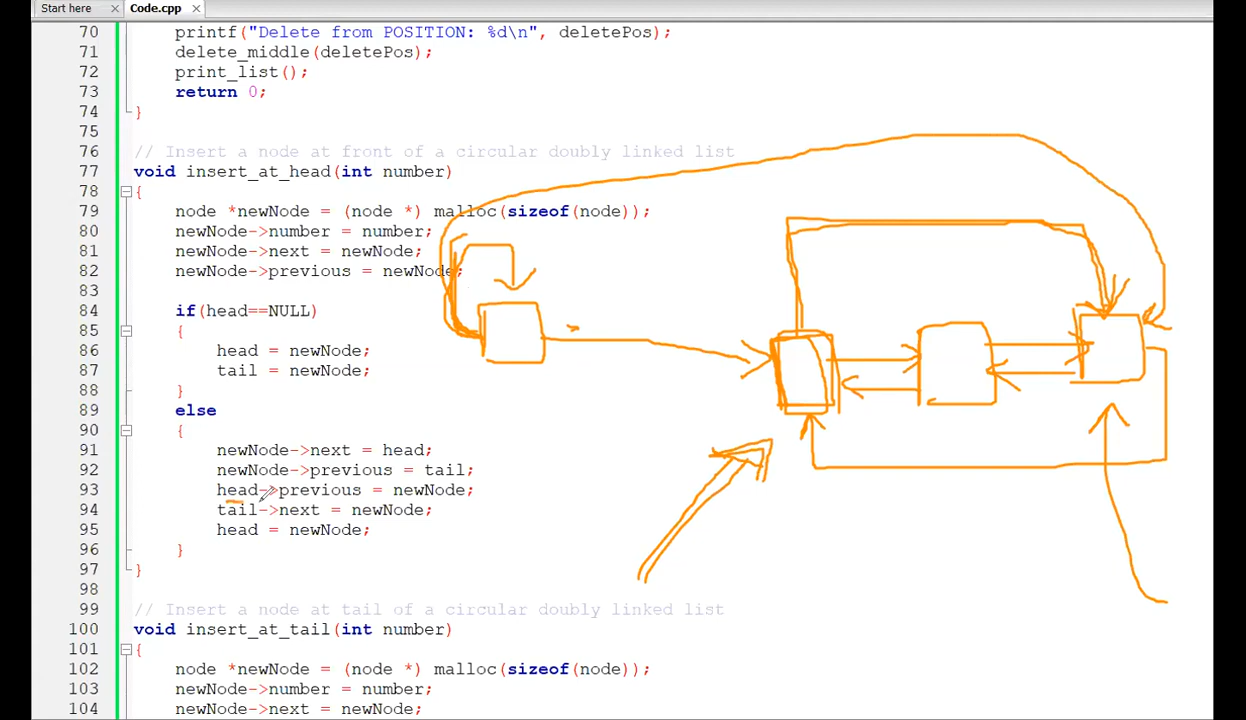 Start here × Code.cpp ×
70 printf("Delete from POSITION: %d\n", deletePos);
71 delete_middle(deletePos);
72 print_list();
73 return 0;
74 }
75
76 // Insert a node at front of a circular doubly linked list
77 void insert_at_head(int number)
78 {
79 node *newNode = (node *) malloc(sizeof(node));
80 newNode->number = number;
81 newNode->next = newNode;
82 newNode->previous = newNode;
83
84 if(head==NULL)
85 {
86 head = newNode;
87 tail = newNode;
88 }
89 else
90 {
91 newNode->next = head;
92 newNode->previous = tail;
93 head->previous = newNode;
94 tail->next = newNode;
95 head = newNode;
96 }
97 }
98
99 // Insert a node at tail of a circular doubly linked list
100 void insert_at_tail(int number)
101 {
102 node *newNode = (node *) malloc(sizeof(node));
103 newNode->number = number;
104 newNode->next = newNode;